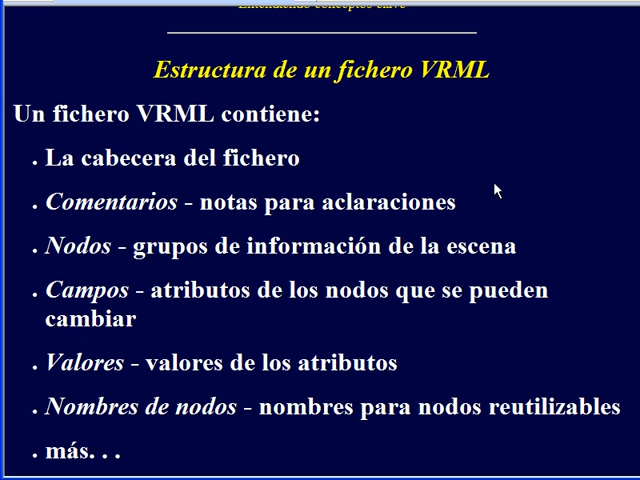 Entendiendo conceptos clave
Estructura de un fichero VRML
Un fichero VRML contiene:
. La cabecera del fichero
. Comentarios - notas para aclaraciones
. Nodos - grupos de información de la escena
. Campos - atributos de los nodos que se pueden
cambiar
. Valores - valores de los atributos
. Nombres de nodos - nombres para nodos reutilizables
. más. . .